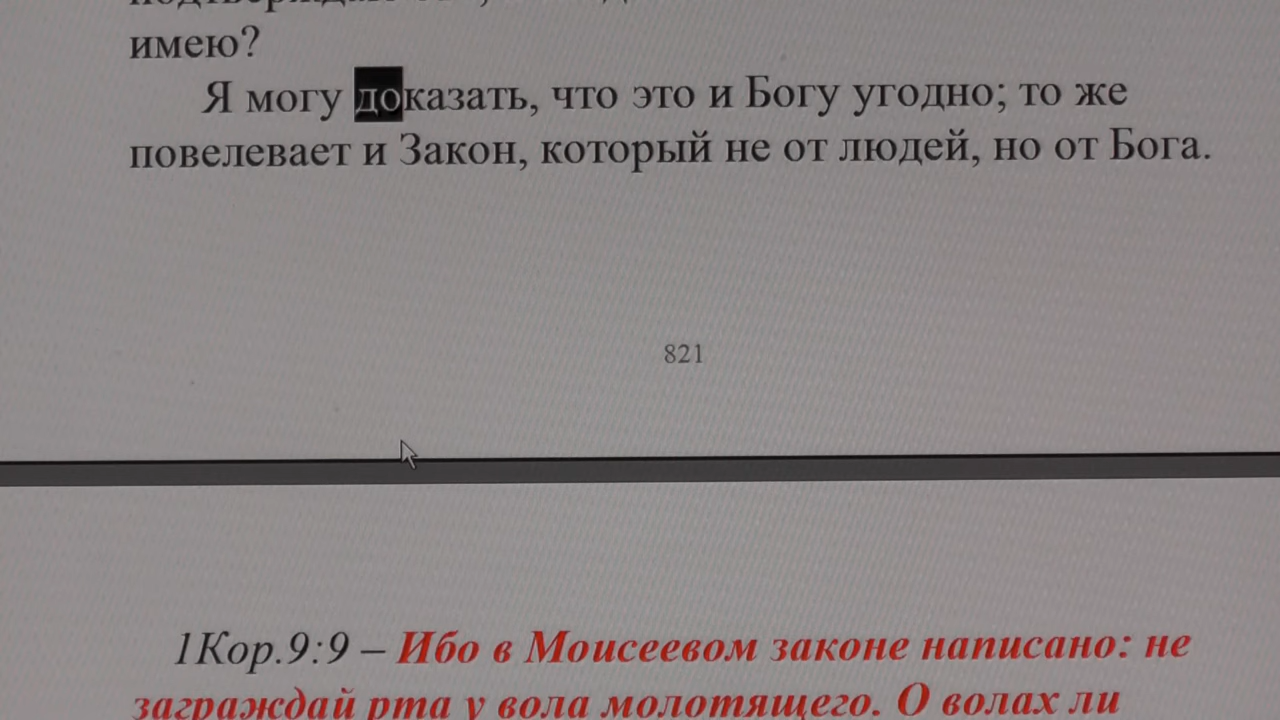 имею?
Я могу доказать, что это и Богу угодно; то же
повелевает и Закон, который не от людей, но от Бога.
821
1Кор.9:9 – Ибо в Моисеевом законе написано: не
заграждай рта у вола молотящего. О волах ли